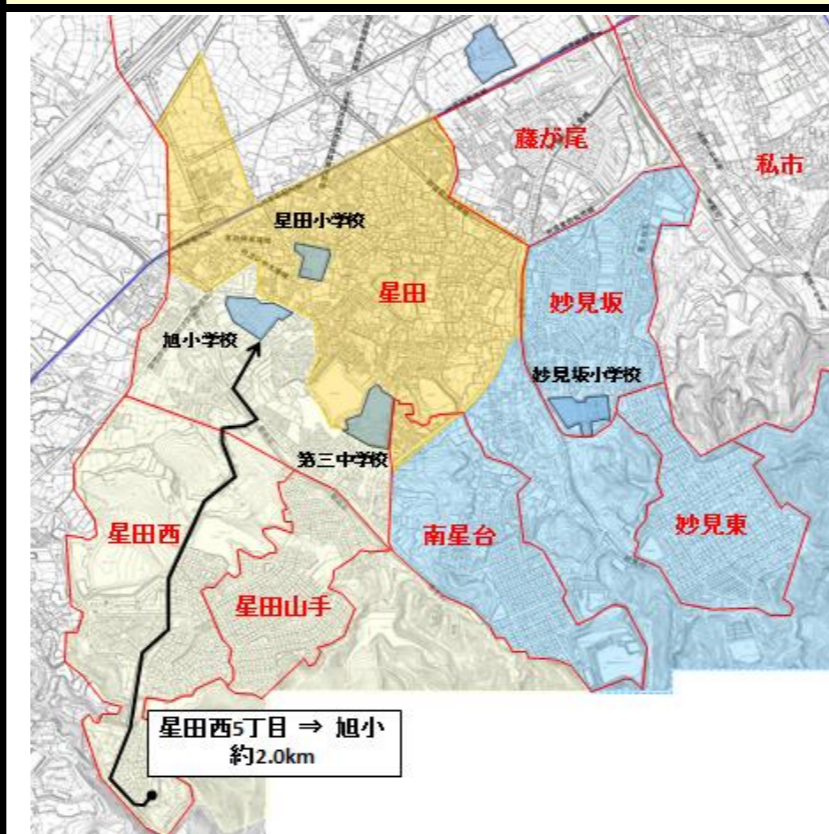 藤が尾
私市
星田小学校
星田
妙見坂
旭小学校
妙見坂小学校
第三中学校
星田西
南星台
妙見東
星田山手
星田西5丁目 ⇒ 旭小
約2.0km